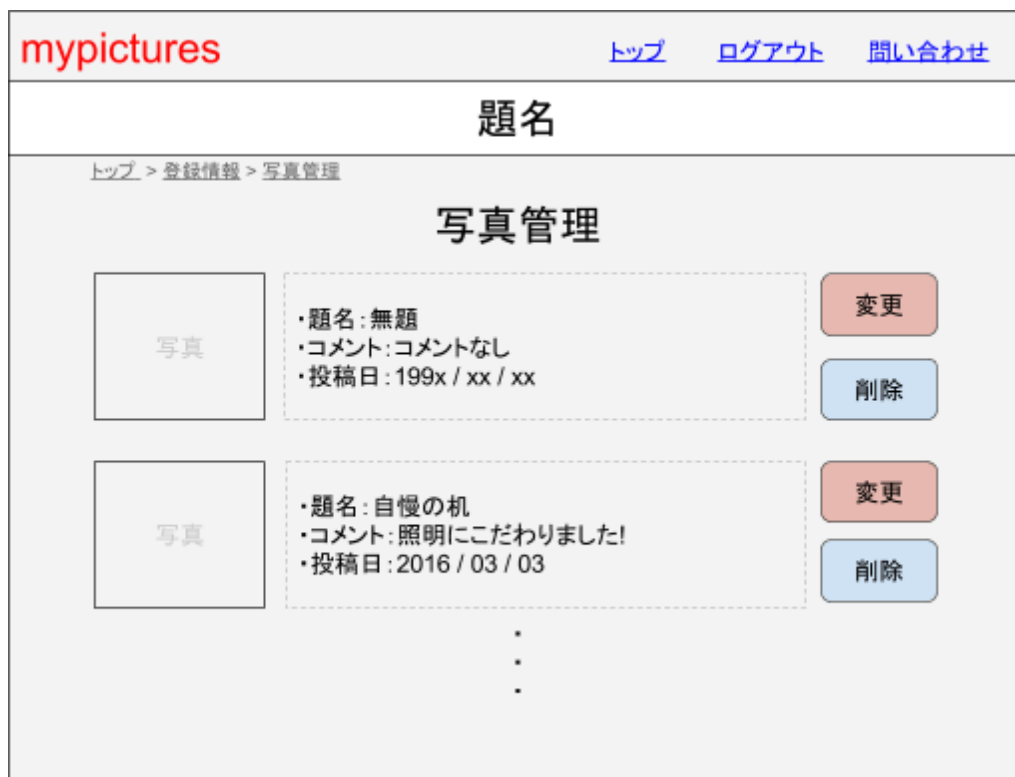 mypictures トップ ログアウト 問い合わせ
題名
トップ > 登録情報 > 写真管理
写真管理
写真
・題名：無題
・コメント：コメントなし
・投稿日：199x / xx / xx
変更
削除
写真
・題名：自慢の机
・コメント：照明にこだわりました!
・投稿日：2016 / 03 / 03
変更
削除